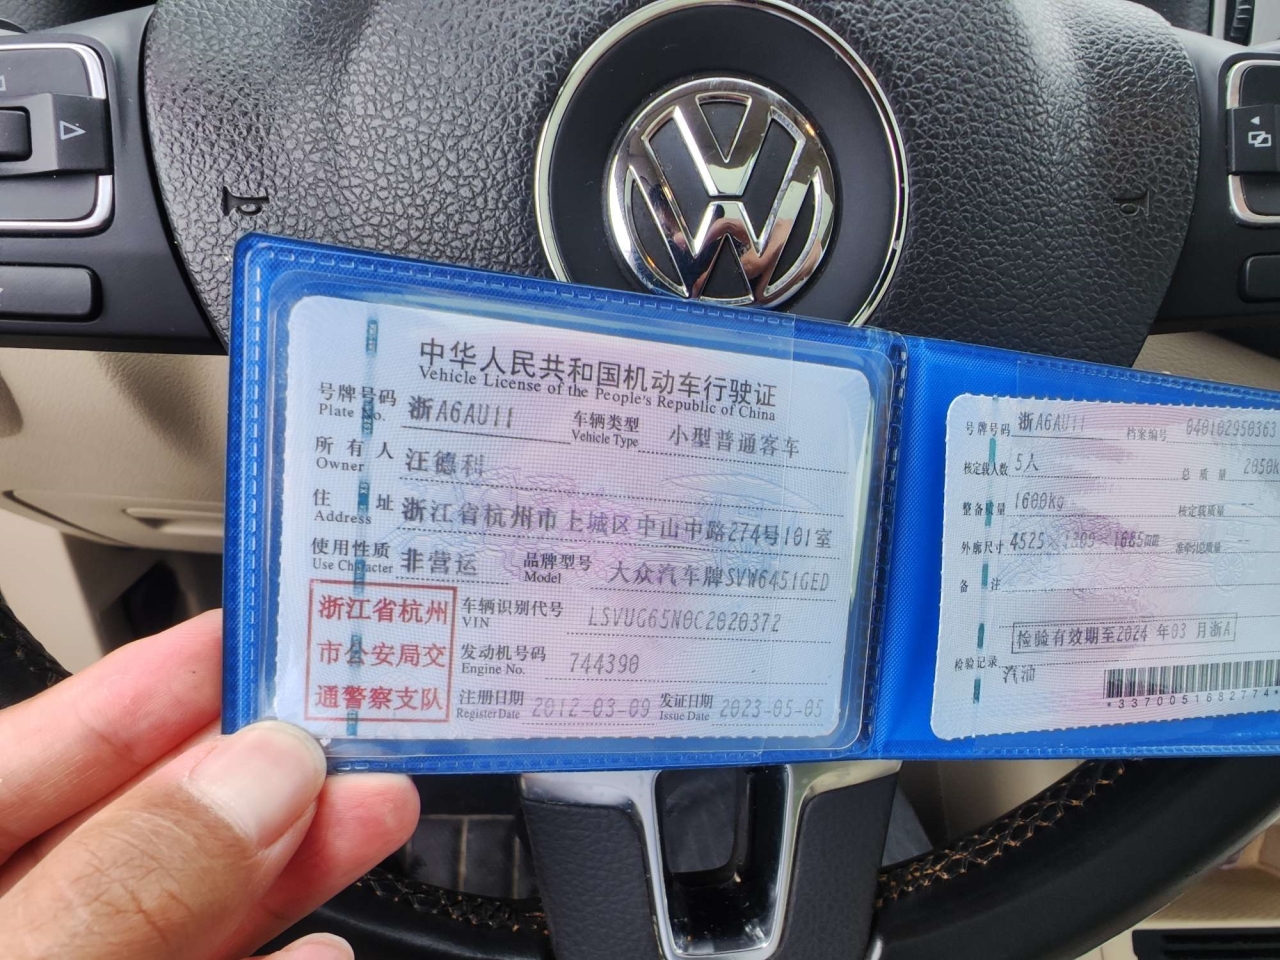 中华人民共和国机动车行驶证
Vehicle License of the People's Republic of China
号牌号码 浙A6AU11 车辆类型 小型普通客车
Plate No. Vehicle Type
所有人 汪德科
Owner
住址 浙江省杭州市上城区中山中路274号101室
Address
使用性质 非营运 品牌型号 大众汽车牌SVW6451GED
Use Character Model
浙江省杭州
市公安局交
通警察支队
车辆识别代号 LSVUG65N0C2020372
VIN
发动机号码 744390
Engine No.
注册日期 2012-03-09 发证日期 2023-05-05
Register Date Issue Date
号牌号码 浙A6AU11 档案编号 040102950363
核定载人数 5人 总质量 2050K
整备质量 1600Kg 核定载质量 --
外廓尺寸 4525 1809 1665mm 准牵引总质量 --
备注
检验有效期至2024年03月浙A
检验记录
汽油
*3370051682774*